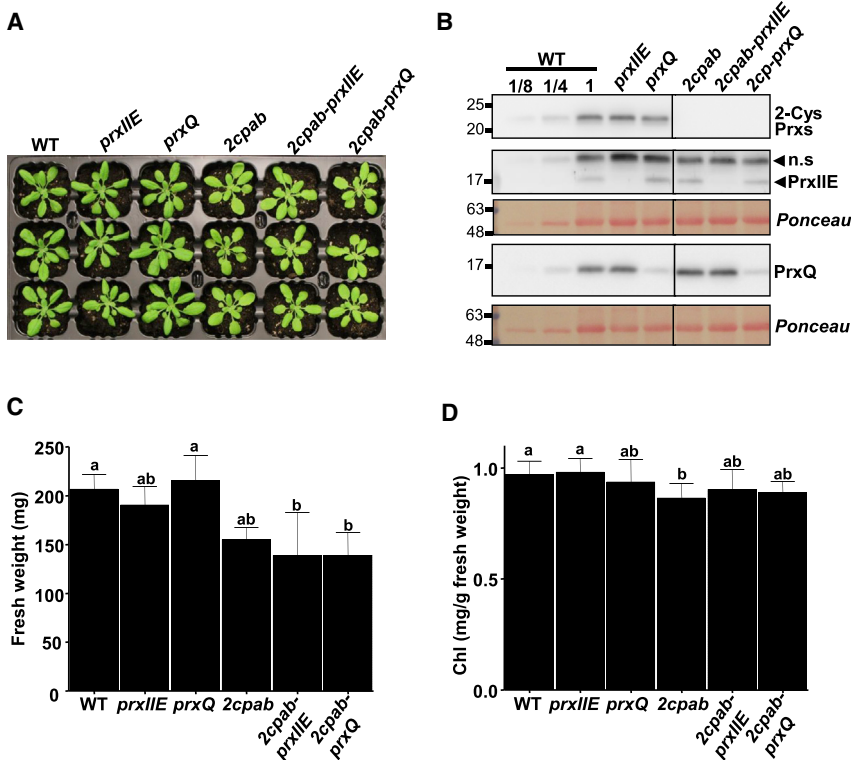 A
WT prxIIE prxQ 2cpab 2cpab-prxIIE 2cpab-prxQ
B
WT
1/8 1/4 1 prxIIE prxQ 2cpab 2cpab-prxIIE 2cp-prxQ
25
20
2-Cys
Prxs
n.s
17
PrxIIE
63
48
Ponceau
17
PrxQ
63
48
Ponceau
C
Fresh weight (mg)
250
200
150
100
50
0
a ab a ab b b
WT prxIIE prxQ 2cpab 2cpab-prxIIE 2cpab-prxQ
D
Chl (mg/g fresh weight)
1.0
0.5
0.0
a a ab b ab ab
WT prxIIE prxQ 2cpab 2cpab-prxIIE 2cpab-prxQ